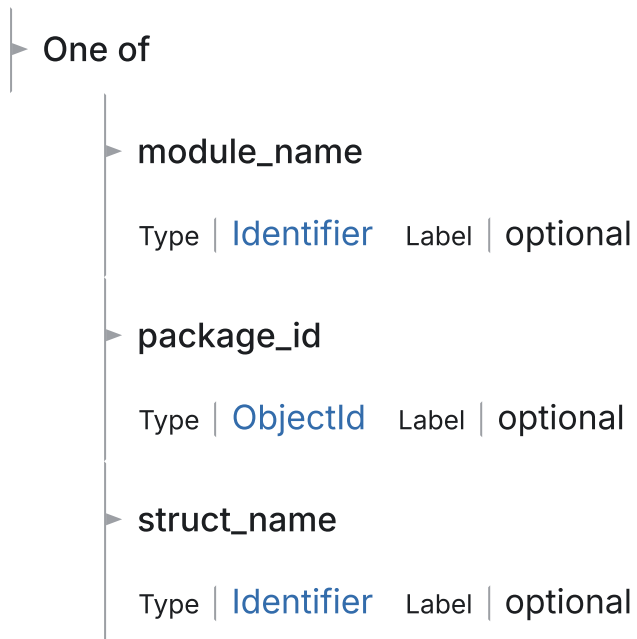 One of
module_name
Type Identifier Label optional
package_id
Type ObjectId Label optional
struct_name
Type Identifier Label optional